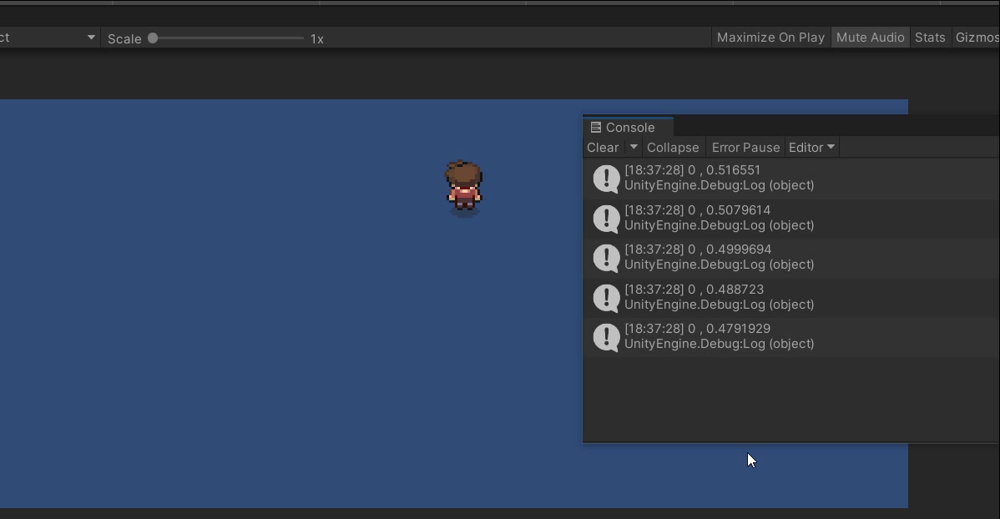 ct Scale 1x Maximize On Play Mute Audio Stats Gizmos
Console
Clear Collapse Error Pause Editor
[18:37:28] 0 , 0.516551
UnityEngine.Debug:Log (object)
[18:37:28] 0 , 0.5079614
UnityEngine.Debug:Log (object)
[18:37:28] 0 , 0.4999694
UnityEngine.Debug:Log (object)
[18:37:28] 0 , 0.488723
UnityEngine.Debug:Log (object)
[18:37:28] 0 , 0.4791929
UnityEngine.Debug:Log (object)